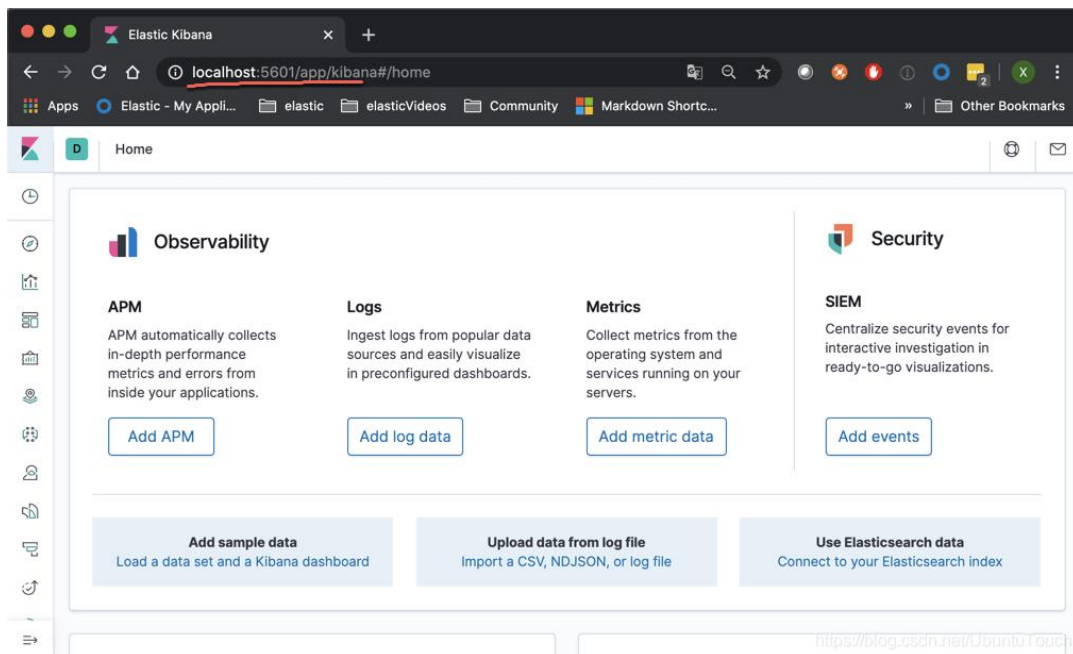 Elastic Kibana
localhost:5601/app/kibana#/home
2
X
Apps
Elastic - My Appli...
elastic
elasticVideos
Community
Markdown Shortc...
»
Other Bookmarks
D
Home
Observability
Security
APM
APM automatically collects
in-depth performance
metrics and errors from
inside your applications.
Add APM
Logs
Ingest logs from popular data
sources and easily visualize
in preconfigured dashboards.
Add log data
Metrics
Collect metrics from the
operating system and
services running on your
servers.
Add metric data
SIEM
Centralize security events for
interactive investigation in
ready-to-go visualizations.
Add events
Add sample data
Load a data set and a Kibana dashboard
Upload data from log file
Import a CSV, NDJSON, or log file
Use Elasticsearch data
Connect to your Elasticsearch index
https://blog.csdn.net/UbuntuTouch